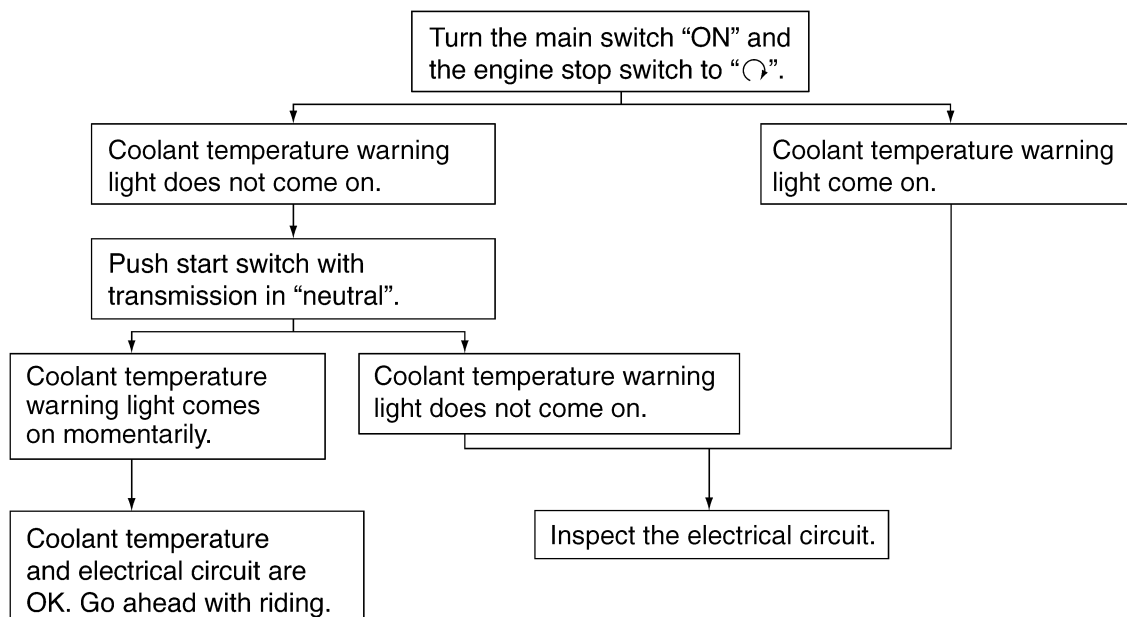 Turn the main switch “ON” and
the engine stop switch to “↷”.
Coolant temperature warning
light does not come on.
Coolant temperature warning
light come on.
Push start switch with
transmission in “neutral”.
Coolant temperature
warning light comes
on momentarily.
Coolant temperature warning
light does not come on.
Coolant temperature
and electrical circuit are
OK. Go ahead with riding.
Inspect the electrical circuit.